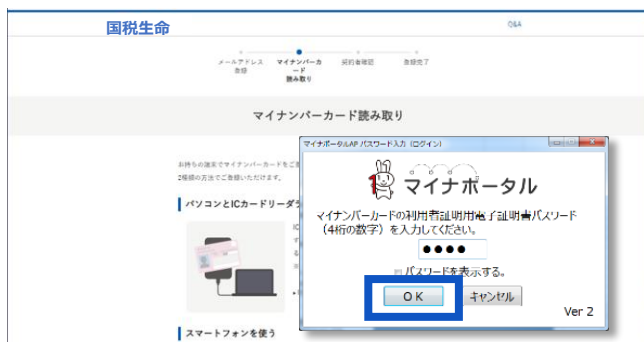 国税生命
Q&A
メールアドレス
登録
マイナンバーカ
ード
読み取り
契約者確認
登録完了
マイナンバーカード読み取り
お持ちの端末でマイナンバーカードをご
2種類の方法でご登録いただけます。
パソコンとICカードリーダ
IC
す
る
※
スマートフォンを使う
マイナポータルAP パスワード入力 (ログイン)
マイナポータル
マイナンバーカードの利用者証明用電子証明書パスワード
(4桁の数字) を入力してください。
●●●●
パスワードを表示する。
OK
キャンセル
Ver 2